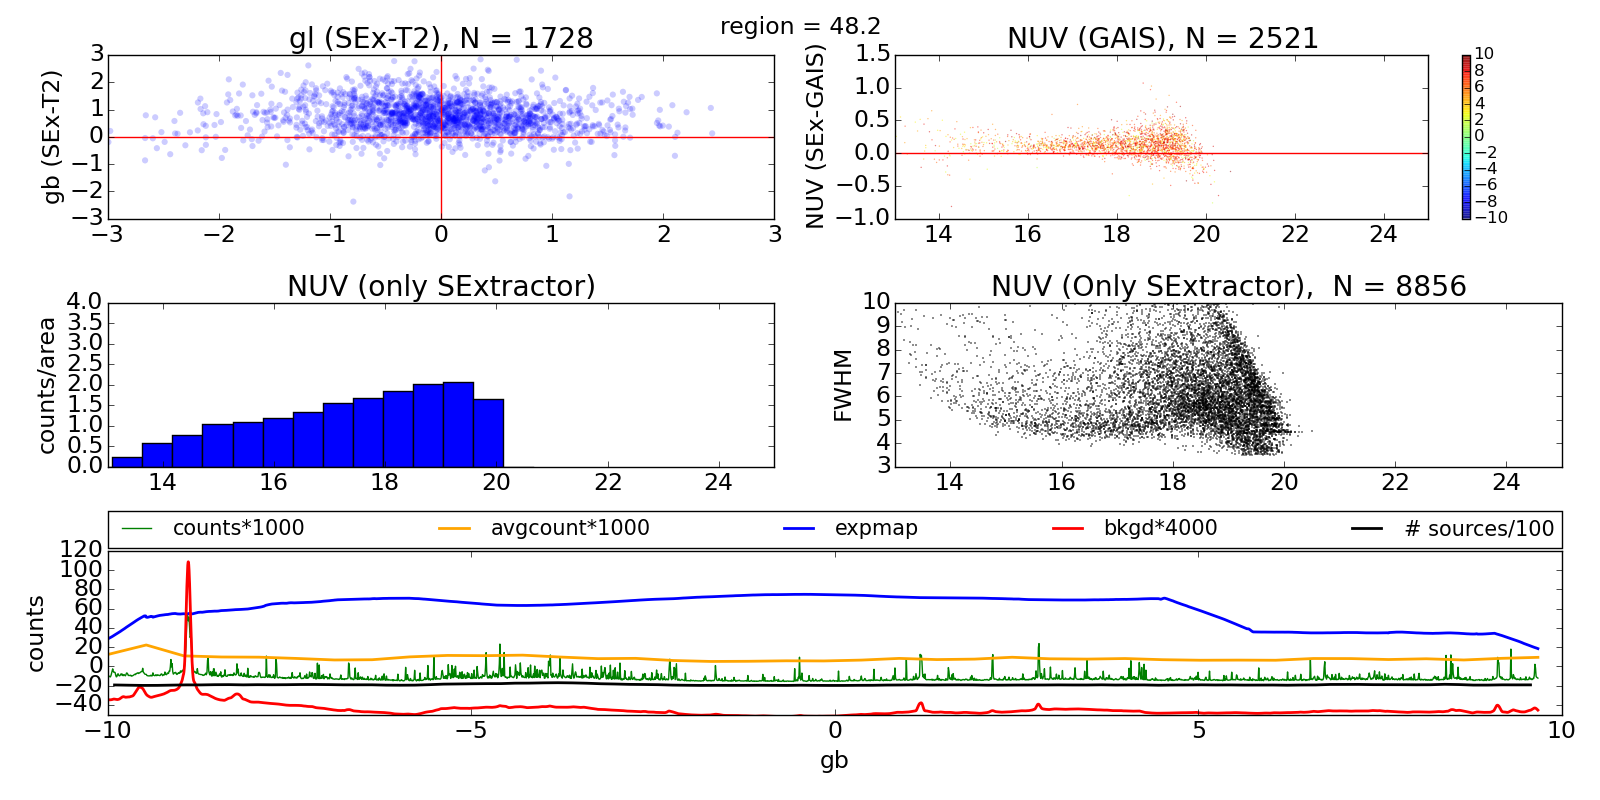 region = 48.2
gl (SEx-T2), N = 1728
gb (SEx-T2)
3
2
1
0
−1
−2
−3
−3 −2 −1 0 1 2 3
NUV (GAIS), N = 2521
NUV (SEx-GAIS)
1.5
1.0
0.5
0.0
−0.5
−1.0
14 16 18 20 22 24
10
8
6
4
2
0
−2
−4
−6
−8
−10
NUV (only SExtractor)
counts/area
4.0
3.5
3.0
2.5
2.0
1.5
1.0
0.5
0.0
14 16 18 20 22 24
NUV (Only SExtractor),  N = 8856
FWHM
10
9
8
7
6
5
4
3
14 16 18 20 22 24
counts*1000 avgcount*1000 expmap bkgd*4000 # sources/100
counts
120
100
80
60
40
20
0
−20
−40
−10 −5 0 5 10
gb